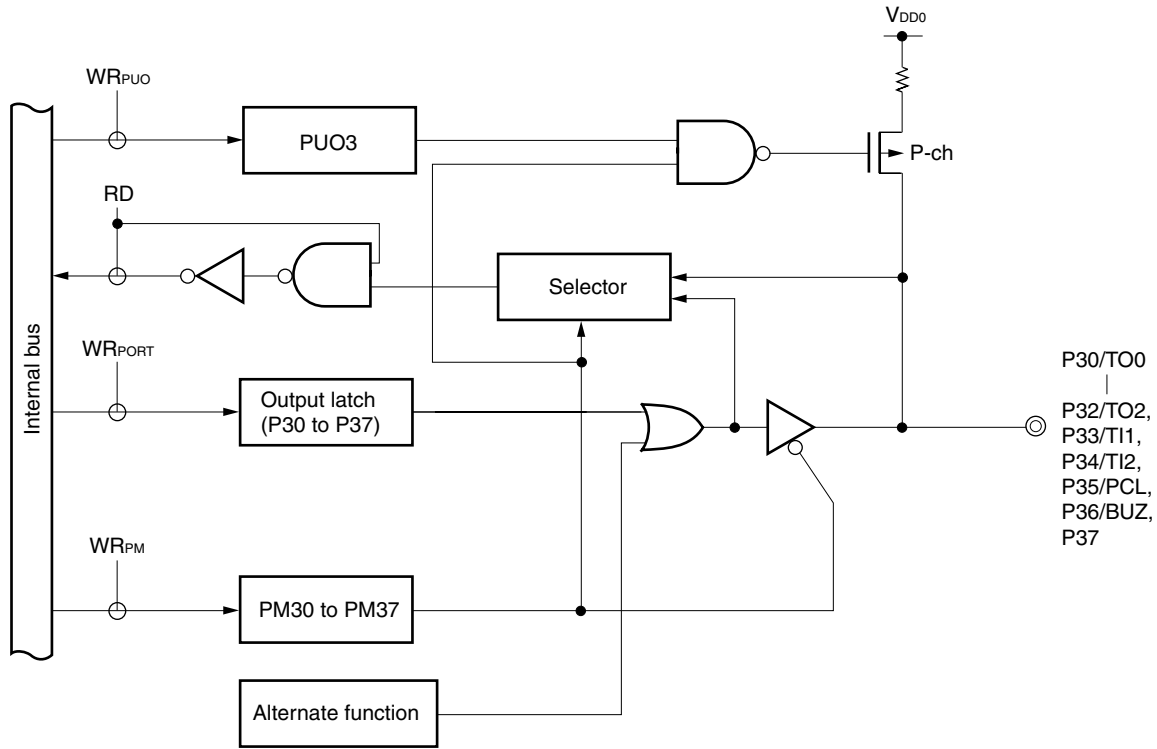 VDD0
WRPUO
PUO3
P-ch
RD
Selector
Internal bus
WRPORT
Output latch
(P30 to P37)
P30/TO0
|
P32/TO2,
P33/TI1,
P34/TI2,
P35/PCL,
P36/BUZ,
P37
WRPM
PM30 to PM37
Alternate function